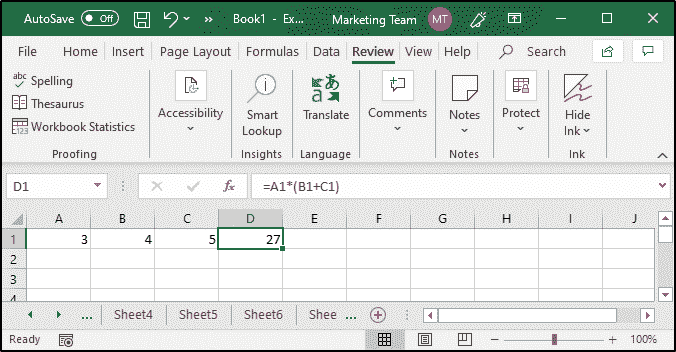 AutoSave Off Book1 - Ex... Marketing Team MT
File Home Insert Page Layout Formulas Data Review View Help Search
abc Spelling
Thesaurus
123 Workbook Statistics
Proofing
Accessibility
Smart Lookup
Insights
a Translate
Language
Comments
Notes
Notes
Protect
Hide Ink
Ink
D1 fx =A1*(B1+C1)
A B C D E F G H I J
1 3 4 5 27
2
3
4
... Sheet4 Sheet5 Sheet6 Shee ...
Ready 100%